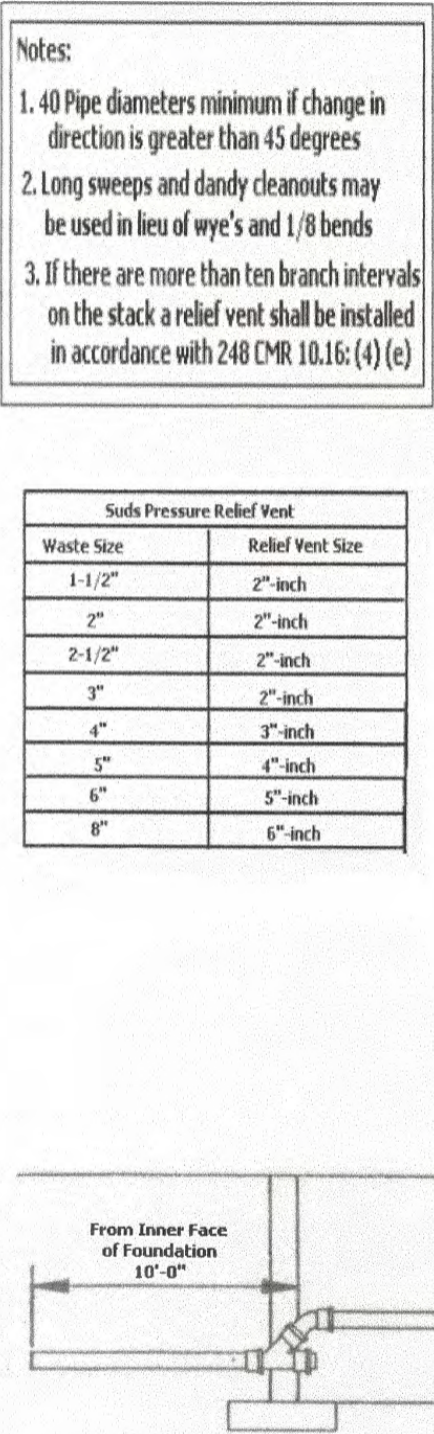 Notes:
1. 40 Pipe diameters minimum if change in
direction is greater than 45 degrees
2. Long sweeps and dandy cleanouts may
be used in lieu of wye's and 1/8 bends
3. If there are more than ten branch intervals
on the stack a relief vent shall be installed
in accordance with 248 CMR 10.16: (4) (e)
Suds Pressure Relief Vent
Waste Size Relief Vent Size
1-1/2" 2"-inch
2" 2"-inch
2-1/2" 2"-inch
3" 2"-inch
4" 3"-inch
5" 4"-inch
6" 5"-inch
8" 6"-inch
From Inner Face
of Foundation
10'-0"